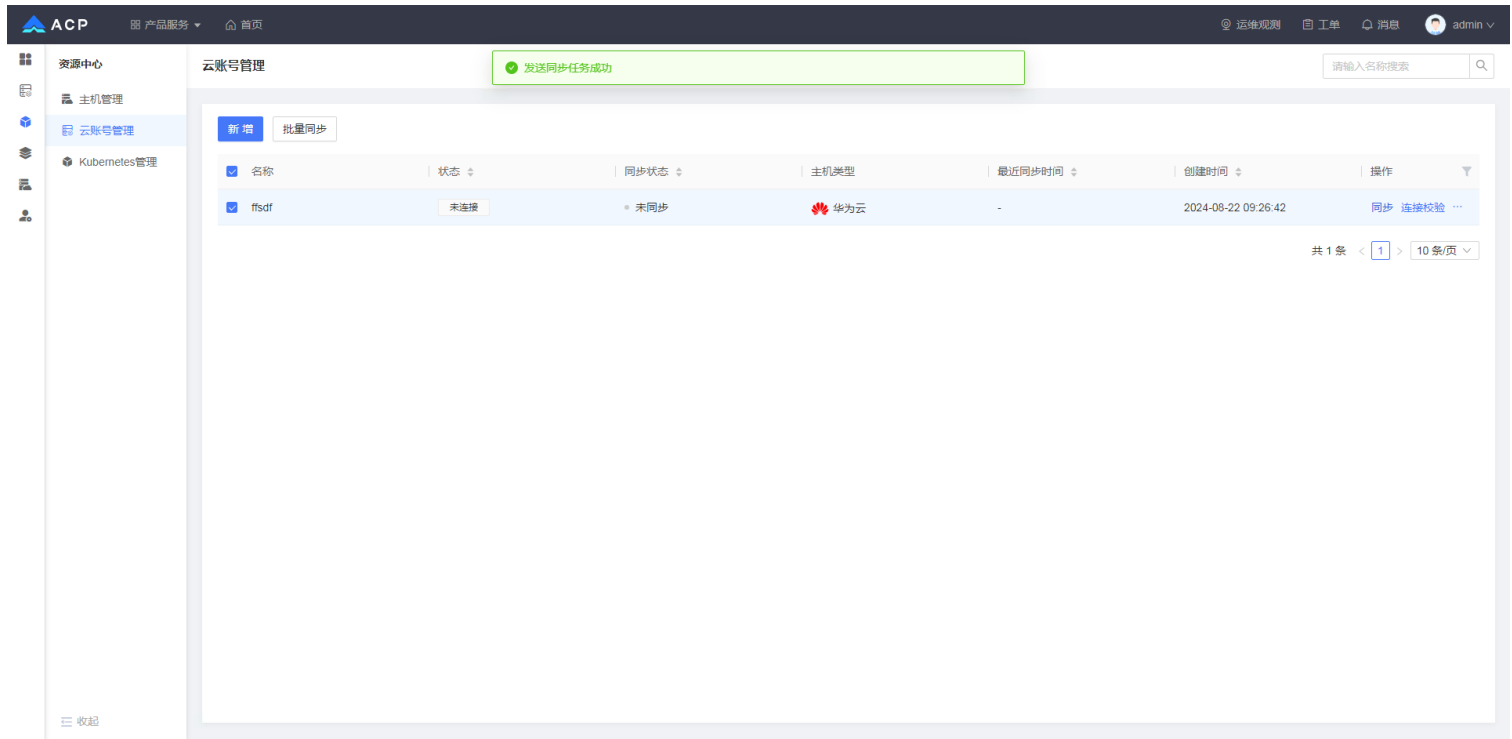 ACP 产品服务 首页 运维观测 工单 消息 admin
资源中心
主机管理
云账号管理
Kubernetes管理
收起
云账号管理
发送同步任务成功
请输入名称搜索
新 增 批量同步
名称 状态 同步状态 主机类型 最近同步时间 创建时间 操作
ffsdf 未连接 未同步 华为云 - 2024-08-22 09:26:42 同步 连接校验 ···
共 1 条 < 1 > 10 条/页